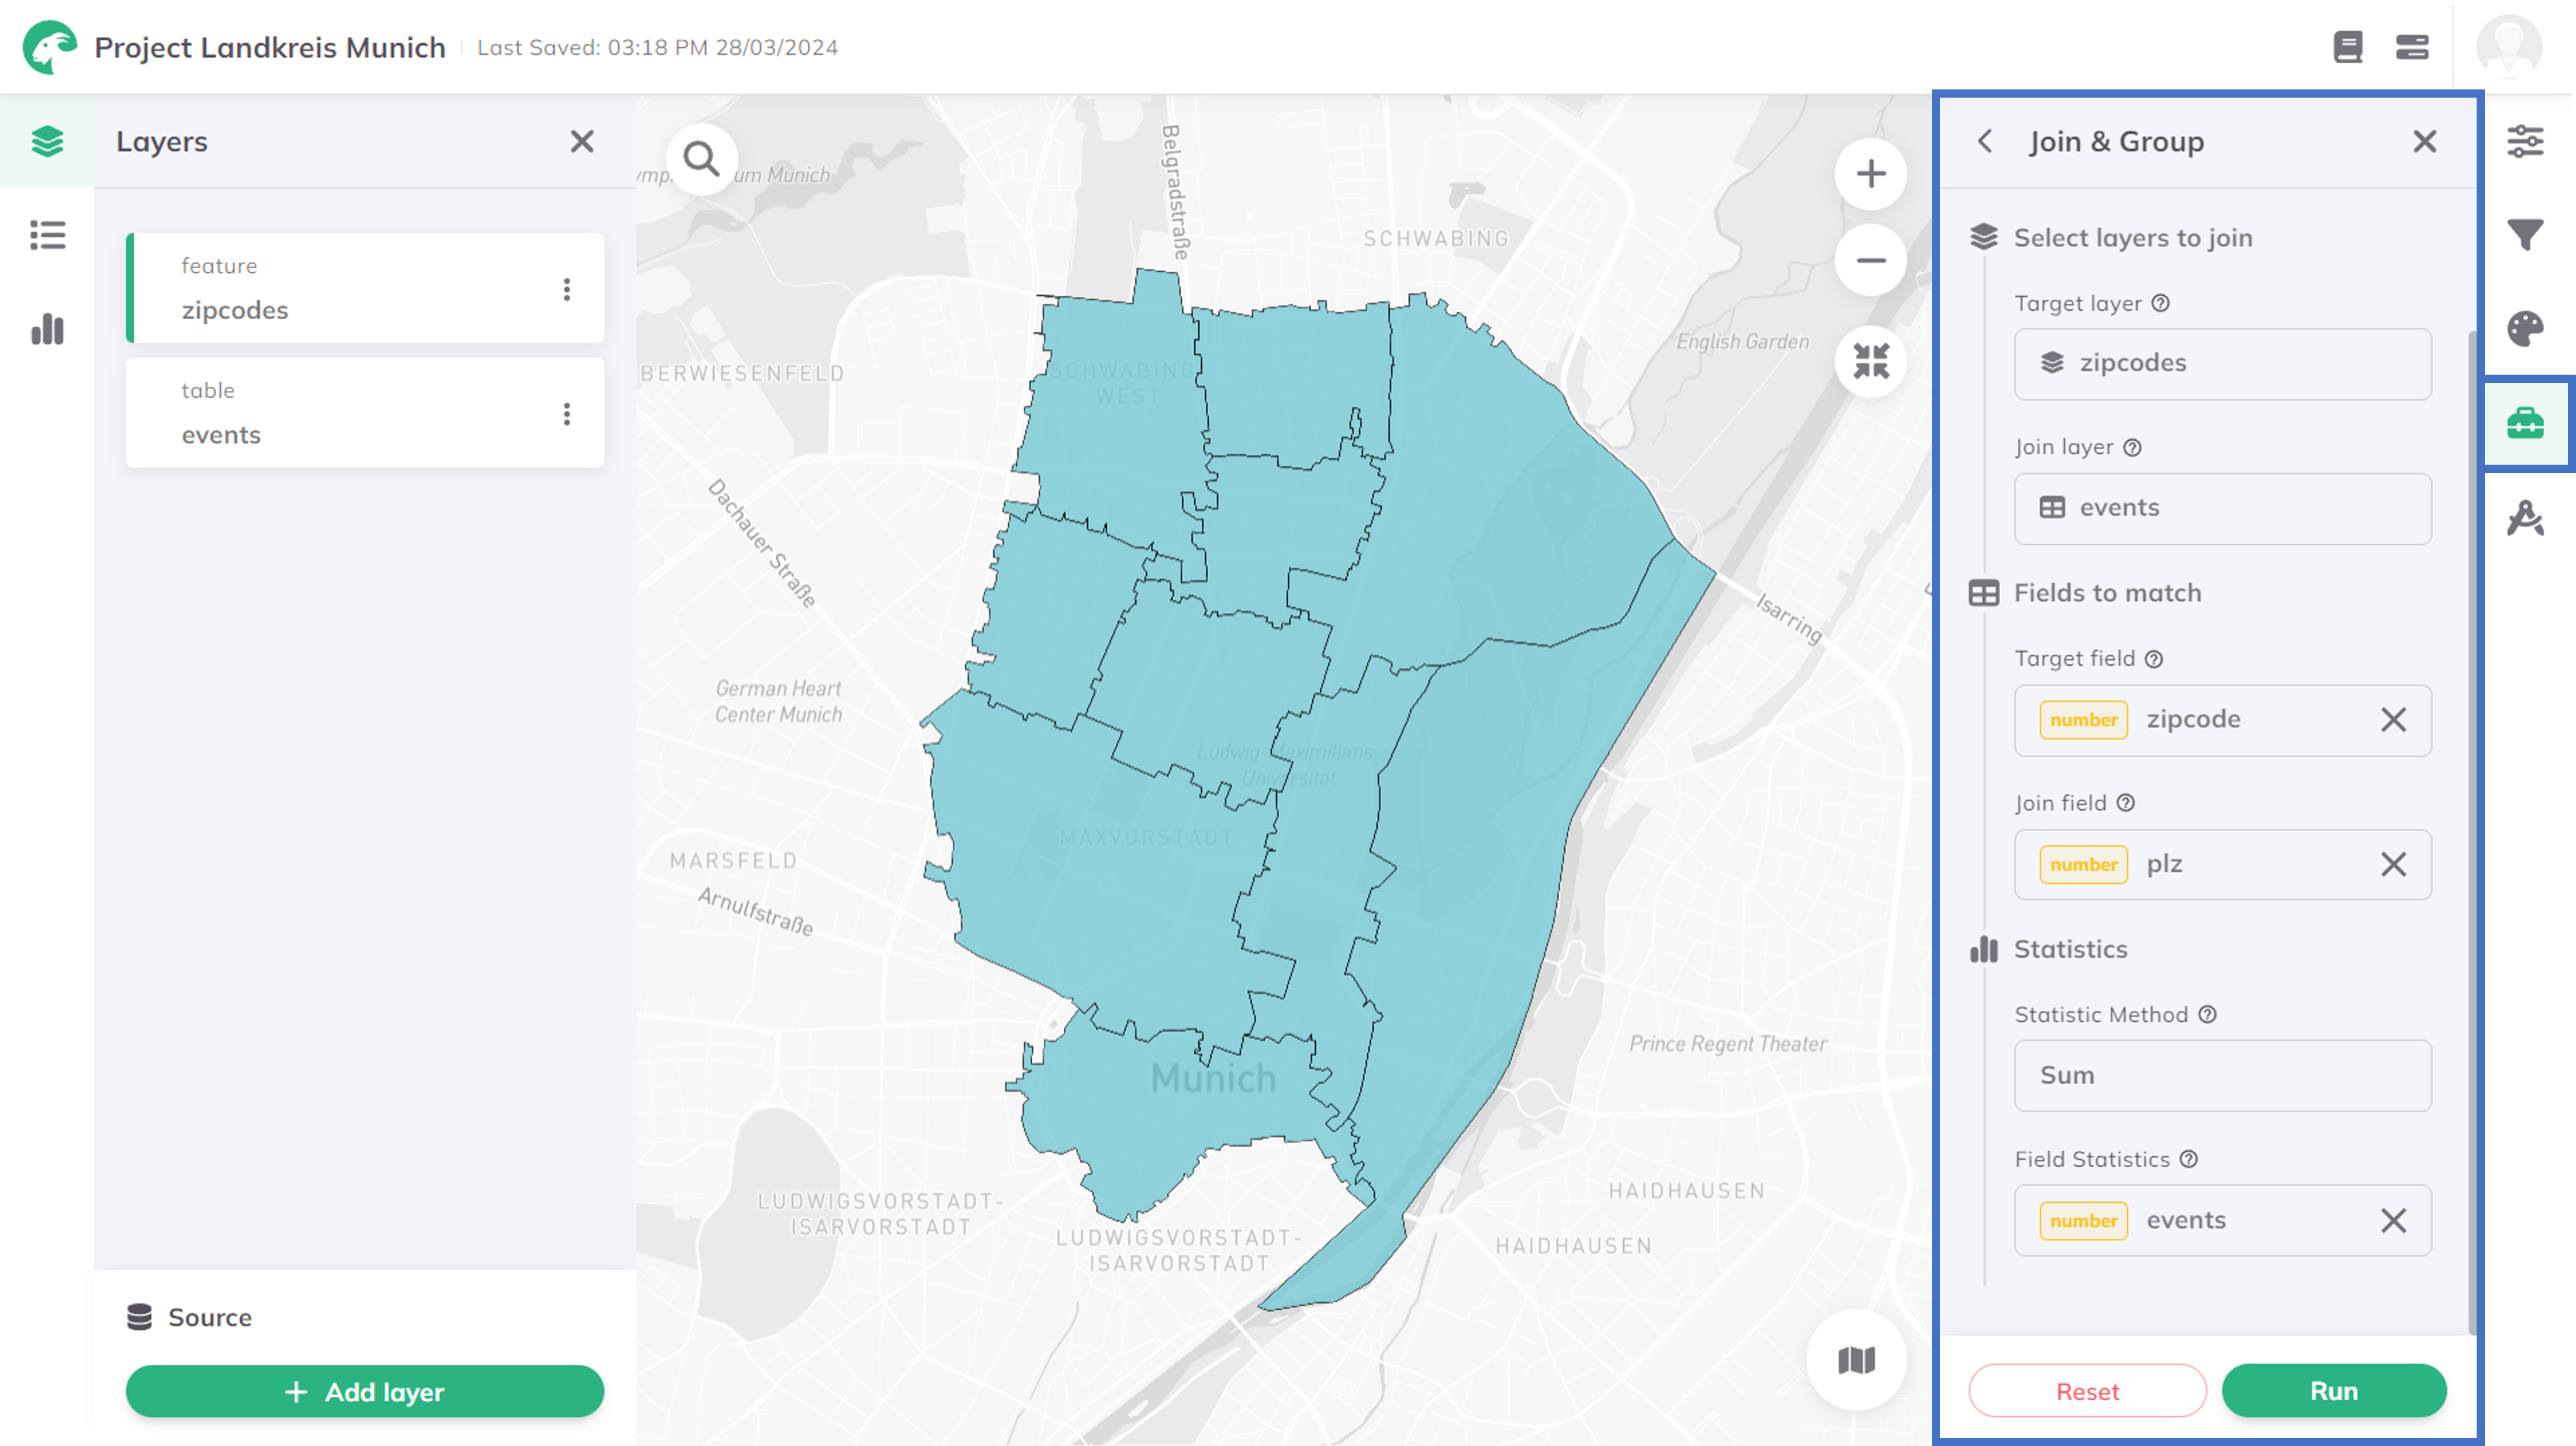 Project Landkreis Munich
Last Saved: 03:18 PM 28/03/2024
Layers
feature
zipcodes
table
events
Source
+ Add layer
um Munich
Belgradstraße
SCHWABING
English Garden
BERWIESENFELD
SCHWABING
WEST
Dachauer Straße
Isarring
German Heart
Center Munich
Ludwig-Maximilians-
Universität
MAXVORSTADT
MARSFELD
Arnulfstraße
Prince Regent Theater
Munich
LUDWIGSVORSTADT-
ISARVORSTADT
LUDWIGSVORSTADT-
ISARVORSTADT
HAIDHAUSEN
HAIDHAUSEN
Join & Group
Select layers to join
Target layer
zipcodes
Join layer
events
Fields to match
Target field
number zipcode
Join field
number plz
Statistics
Statistic Method
Sum
Field Statistics
number events
Reset
Run